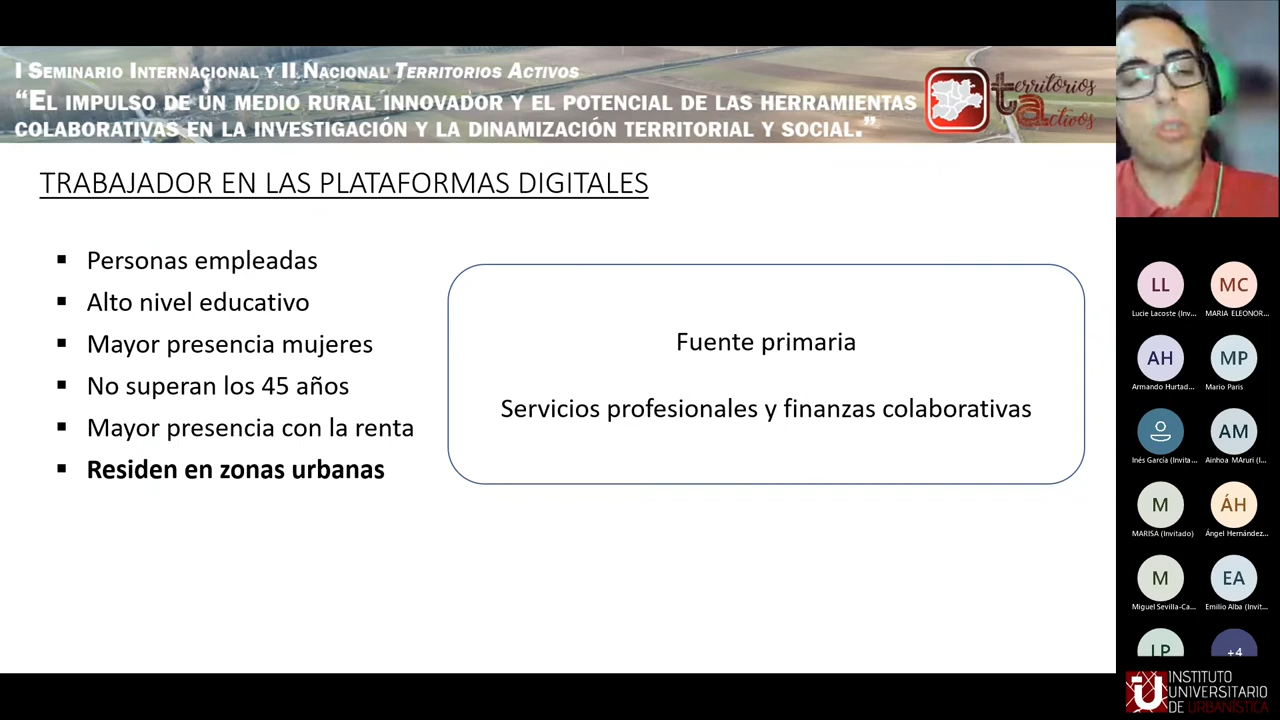 I Seminario Internacional y II Nacional Territorios Activos
“El impulso de un medio rural innovador y el potencial de las herramientas
colaborativas en la investigación y la dinamización territorial y social.”
territorios
activos
TRABAJADOR EN LAS PLATAFORMAS DIGITALES
▪ Personas empleadas
▪ Alto nivel educativo
▪ Mayor presencia mujeres
▪ No superan los 45 años
▪ Mayor presencia con la renta
▪ Residen en zonas urbanas
Fuente primaria
Servicios profesionales y finanzas colaborativas
LL
MC
Lucie Lacoste (Inv...
MARIA ELEONOR...
AH
MP
Armando Hurtad...
Mario Paris
AM
Inés García (Invita...
Ainhoa MAruri (I...
M
ÁH
MARISA (Invitado)
Ángel Hernández...
M
EA
Miguel Sevilla-Ca...
Emilio Alba (Invit...
LP
+4
INSTITUTO
UNIVERSITARIO
DE URBANÍSTICA